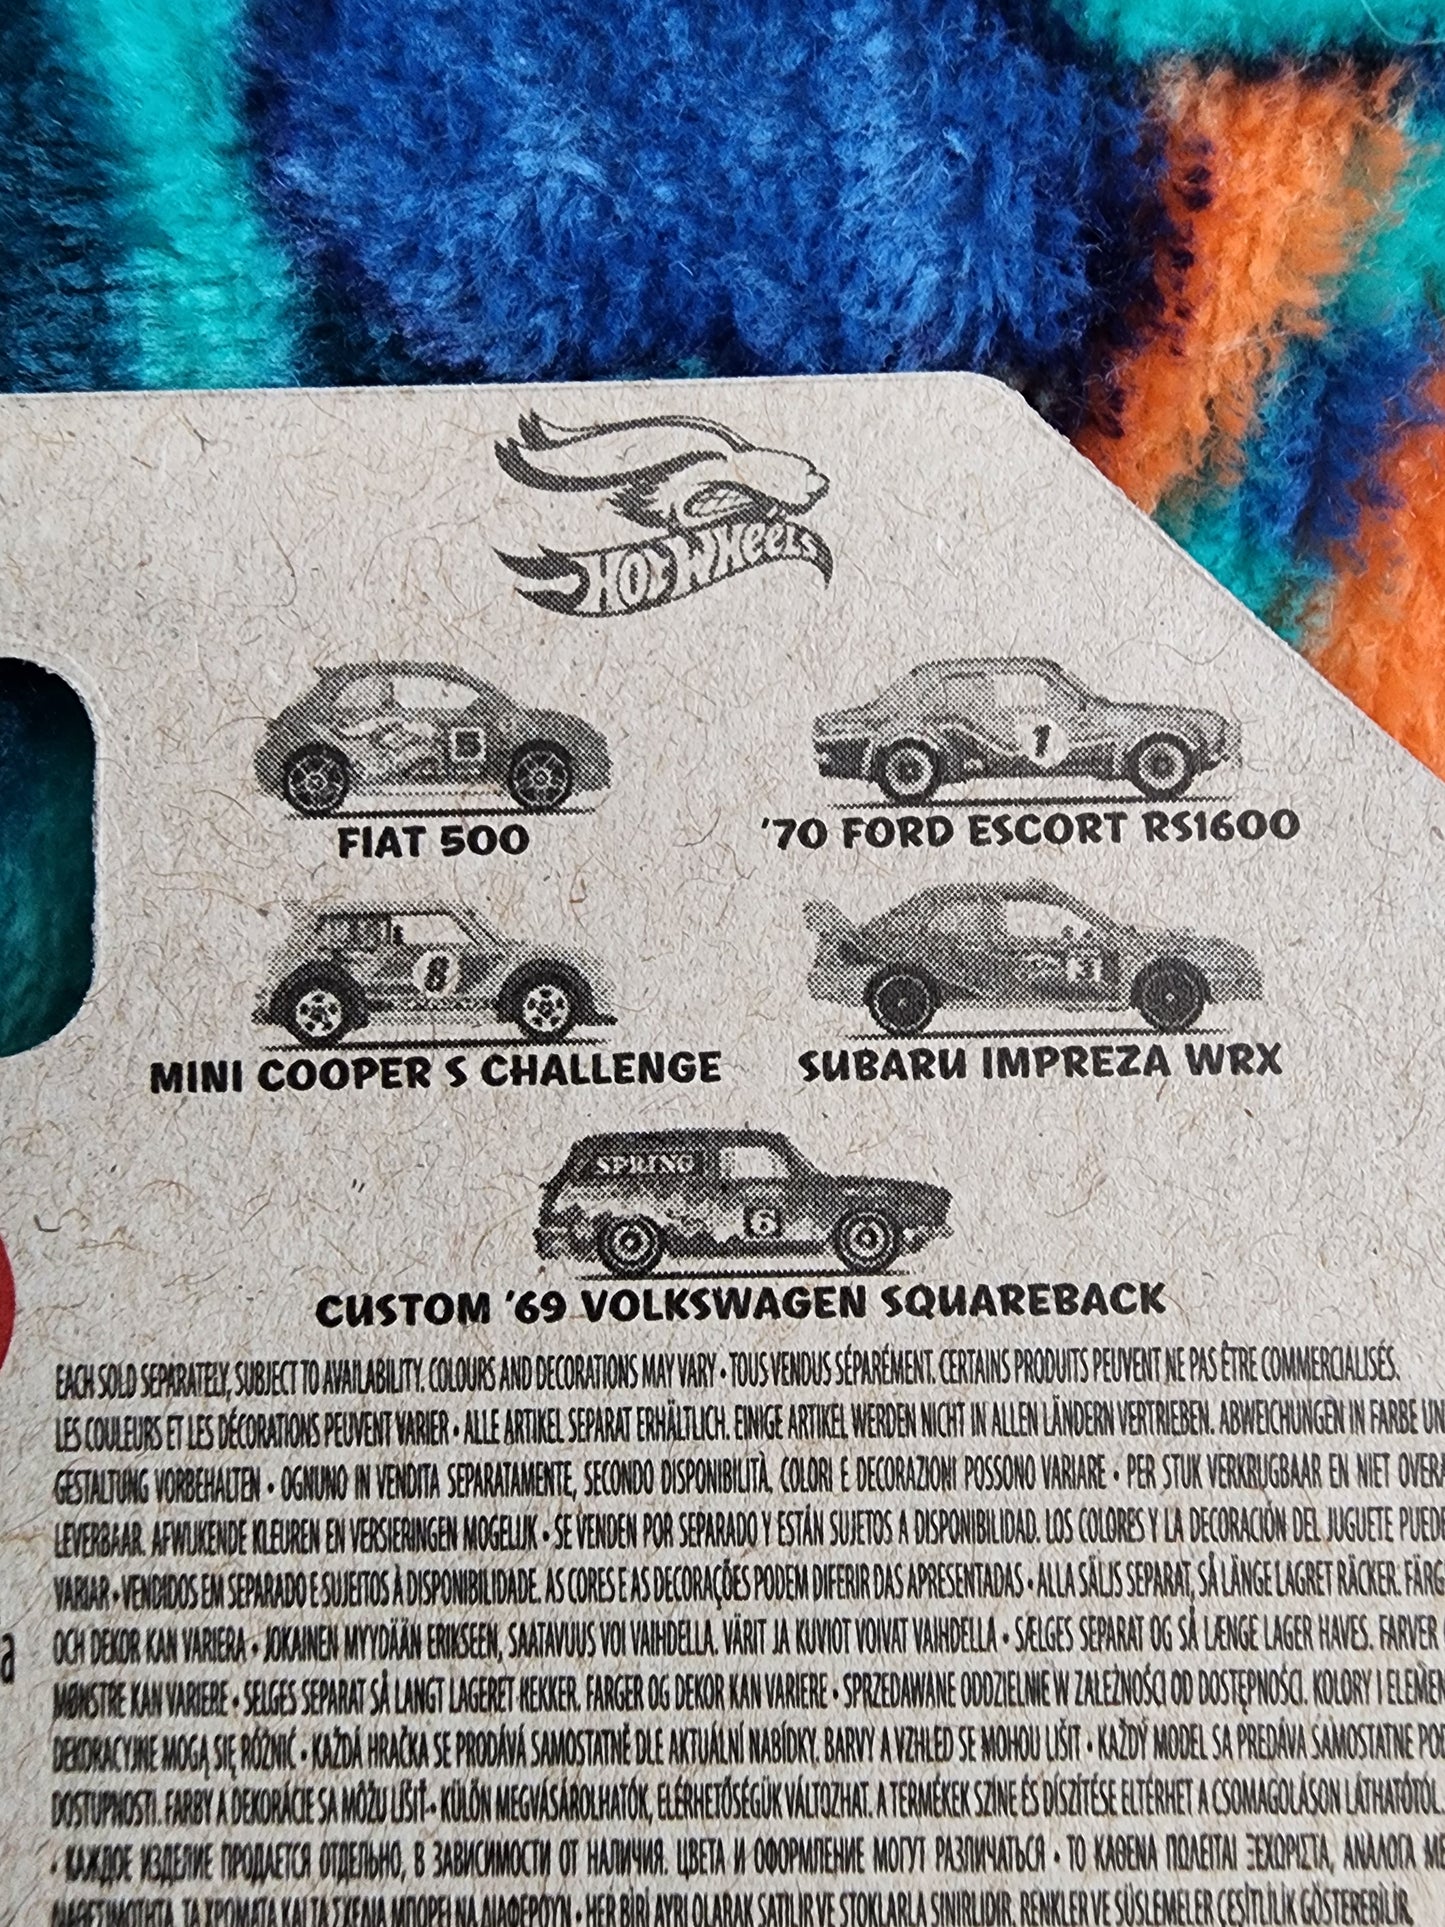 HOT WHEELS
5
FIAT 500
1
'70 FORD ESCORT RS1600
8
MINI COOPER S CHALLENGE
SUBARU IMPREZA WRX
SPRING
6
CUSTOM '69 VOLKSWAGEN SQUAREBACK
EACH SOLD SEPARATELY, SUBJECT TO AVAILABILITY. COLOURS AND DECORATIONS MAY VARY • TOUS VENDUS SÉPARÉMENT. CERTAINS PRODUITS PEUVENT NE PAS ÊTRE COMMERCIALISÉS.
LES COULEURS ET LES DÉCORATIONS PEUVENT VARIER • ALLE ARTIKEL SEPARAT ERHÄLTLICH. EINIGE ARTIKEL WERDEN NICHT IN ALLEN LÄNDERN VERTRIEBEN. ABWEICHUNGEN IN FARBE UN
GESTALTUNG VORBEHALTEN • OGNUNO IN VENDITA SEPARATAMENTE, SECONDO DISPONIBILITÀ. COLORI E DECORAZIONI POSSONO VARIARE • PER STUK VERKRIJGBAAR EN NIET OVERA
LEVERBAAR. AFWIJKENDE KLEUREN EN VERSIERINGEN MOGELIJK • SE VENDEN POR SEPARADO Y ESTÁN SUJETOS A DISPONIBILIDAD. LOS COLORES Y LA DECORACIÓN DEL JUGUETE PUEDE
VARIAR • VENDIDOS EM SEPARADO E SUJEITOS À DISPONIBILIDADE. AS CORES E AS DECORAÇÕES PODEM DIFERIR DAS APRESENTADAS • ALLA SÄLJS SEPARAT, SÅ LÄNGE LAGRET RÄCKER. FÄRG
a
OCH DEKOR KAN VARIERA • JOKAINEN MYYDÄÄN ERIKSEEN, SAATAVUUS VOI VAIHDELLA. VÄRIT JA KUVIOT VOIVAT VAIHDELLA • SÆLGES SEPARAT OG SÅ LÆNGE LAGER HAVES. FARVER
MØNSTRE KAN VARIERE • SELGES SEPARAT SÅ LANGT LAGERET REKKER. FARGER OG DEKOR KAN VARIERE • SPRZEDAWANE ODDZIELNIE W ZALEŻNOŚCI OD DOSTĘPNOŚCI. KOLORY I ELEMEN
DEKORACYJNE MOGĄ SIĘ RÓŻNIĆ • KAŽDÁ HRAČKA SE PRODÁVÁ SAMOSTATNĚ DLE AKTUÁLNÍ NABÍDKY. BARVY A VZHLED SE MOHOU LIŠIT • KAŽDÝ MODEL SA PREDÁVA SAMOSTATNE POD
DOSTUPNOSTI. FARBY A DEKORÁCIE SA MÔŽU LÍŠIŤ • KÜLÖN MEGVÁSÁROLHATÓK, ELÉRHETŐSÉGÜK VÁLTOZHAT. A TERMÉKEK SZÍNE ÉS DÍSZÍTÉSE ELTÉRHET A CSOMAGOLÁSON LÁTHATÓTÓL.
• КАЖДОЕ ИЗДЕЛИЕ ПРОДАЕТСЯ ОТДЕЛЬНО, В ЗАВИСИМОСТИ ОТ НАЛИЧИЯ. ЦВЕТА И ОФОРМЛЕНИЕ МОГУТ РАЗЛИЧАТЬСЯ • ΤΟ ΚΑΘΕΝΑ ΠΩΛΕΙΤΑΙ ΞΕΧΩΡΙΣΤΑ, ΑΝΑΛΟΓΑ ΜΕ
ΤΑ ΧΡΩΜΑΤΑ ΚΑΙ ΤΑ ΣΧΕΔΙΑ ΜΠΟΡΕΙ ΝΑ ΔΙΑΦΕΡΟΥΝ • HER BİRİ AYRI OLARAK SATILIR VE STOKLARLA SINIRLIDIR. RENKLER VE SÜSLEMELER ÇEŞİTLİLİK GÖSTEREBİLİR.